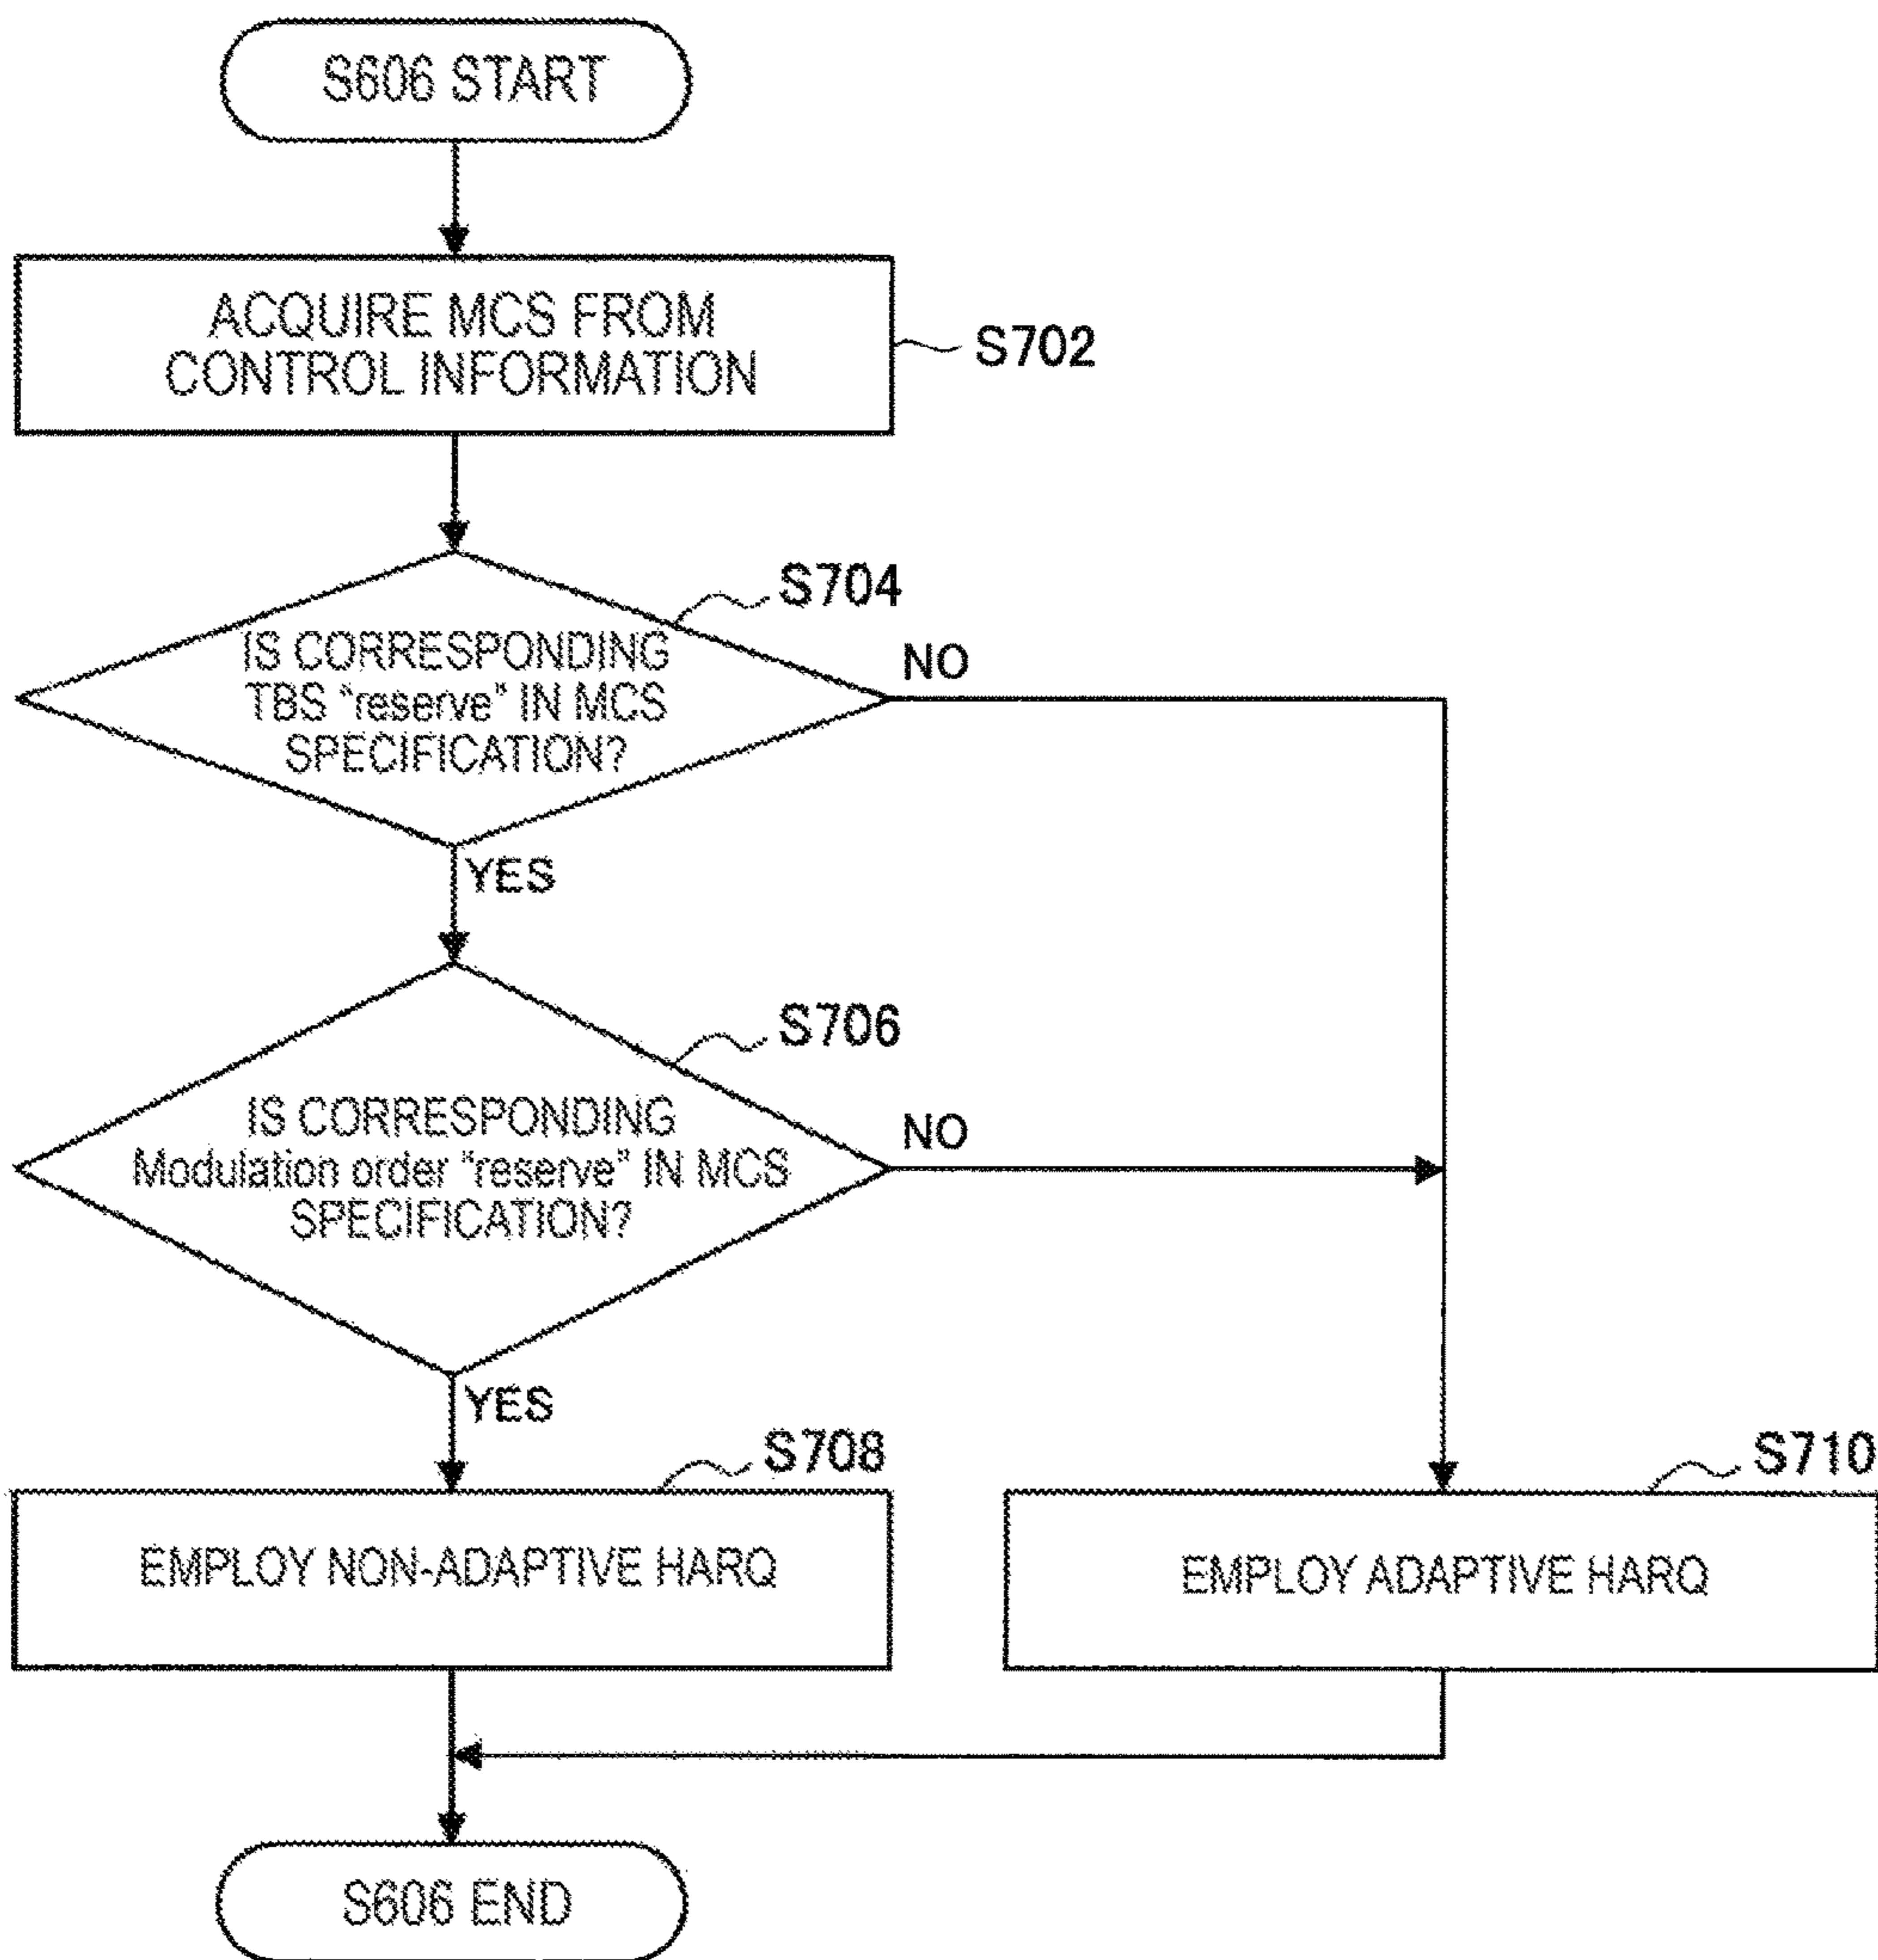 S606 START
ACQUIRE MCS FROM
CONTROL INFORMATION
S702
S704
IS CORRESPONDING
TBS “reserve” IN MCS
SPECIFICATION?
NO
YES
S706
IS CORRESPONDING
Modulation order “reserve” IN MCS
SPECIFICATION?
NO
YES
S708
EMPLOY NON-ADAPTIVE HARQ
S710
EMPLOY ADAPTIVE HARQ
S606 END